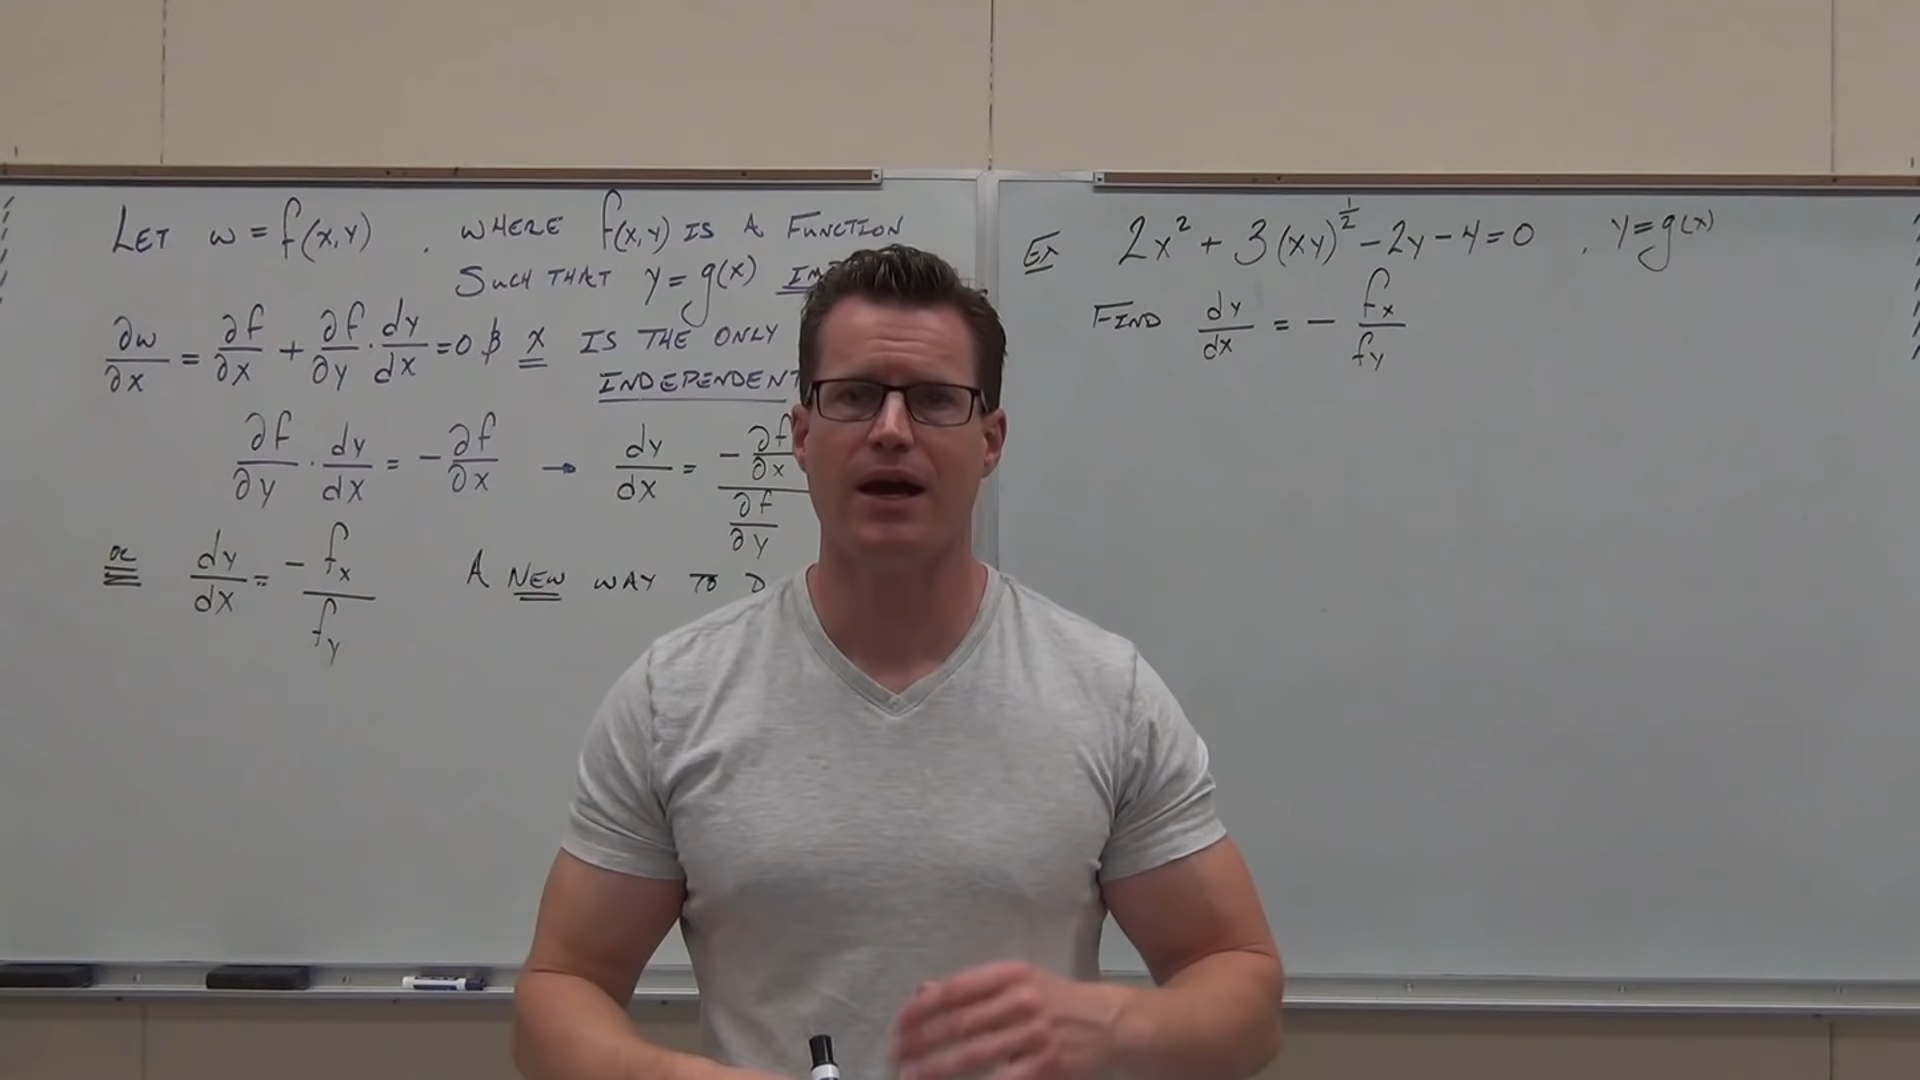 LET w = f(x,y) . WHERE f(x,y) IS A FUNCTION
SUCH THAT y = g(x)
∂w/∂x = ∂f/∂x + ∂f/∂y · dy/dx = 0 & x IS THE ONLY
INDEPENDENT
∂f/∂y · dy/dx = -∂f/∂x → dy/dx = (-∂f/∂x)/(∂f/∂y)
OR dy/dx = -fx/fy A NEW WAY TO
EX 2x² + 3(xy)^½ - 2y - 4 = 0 . y = g(x)
FIND dy/dx = - fx/fy